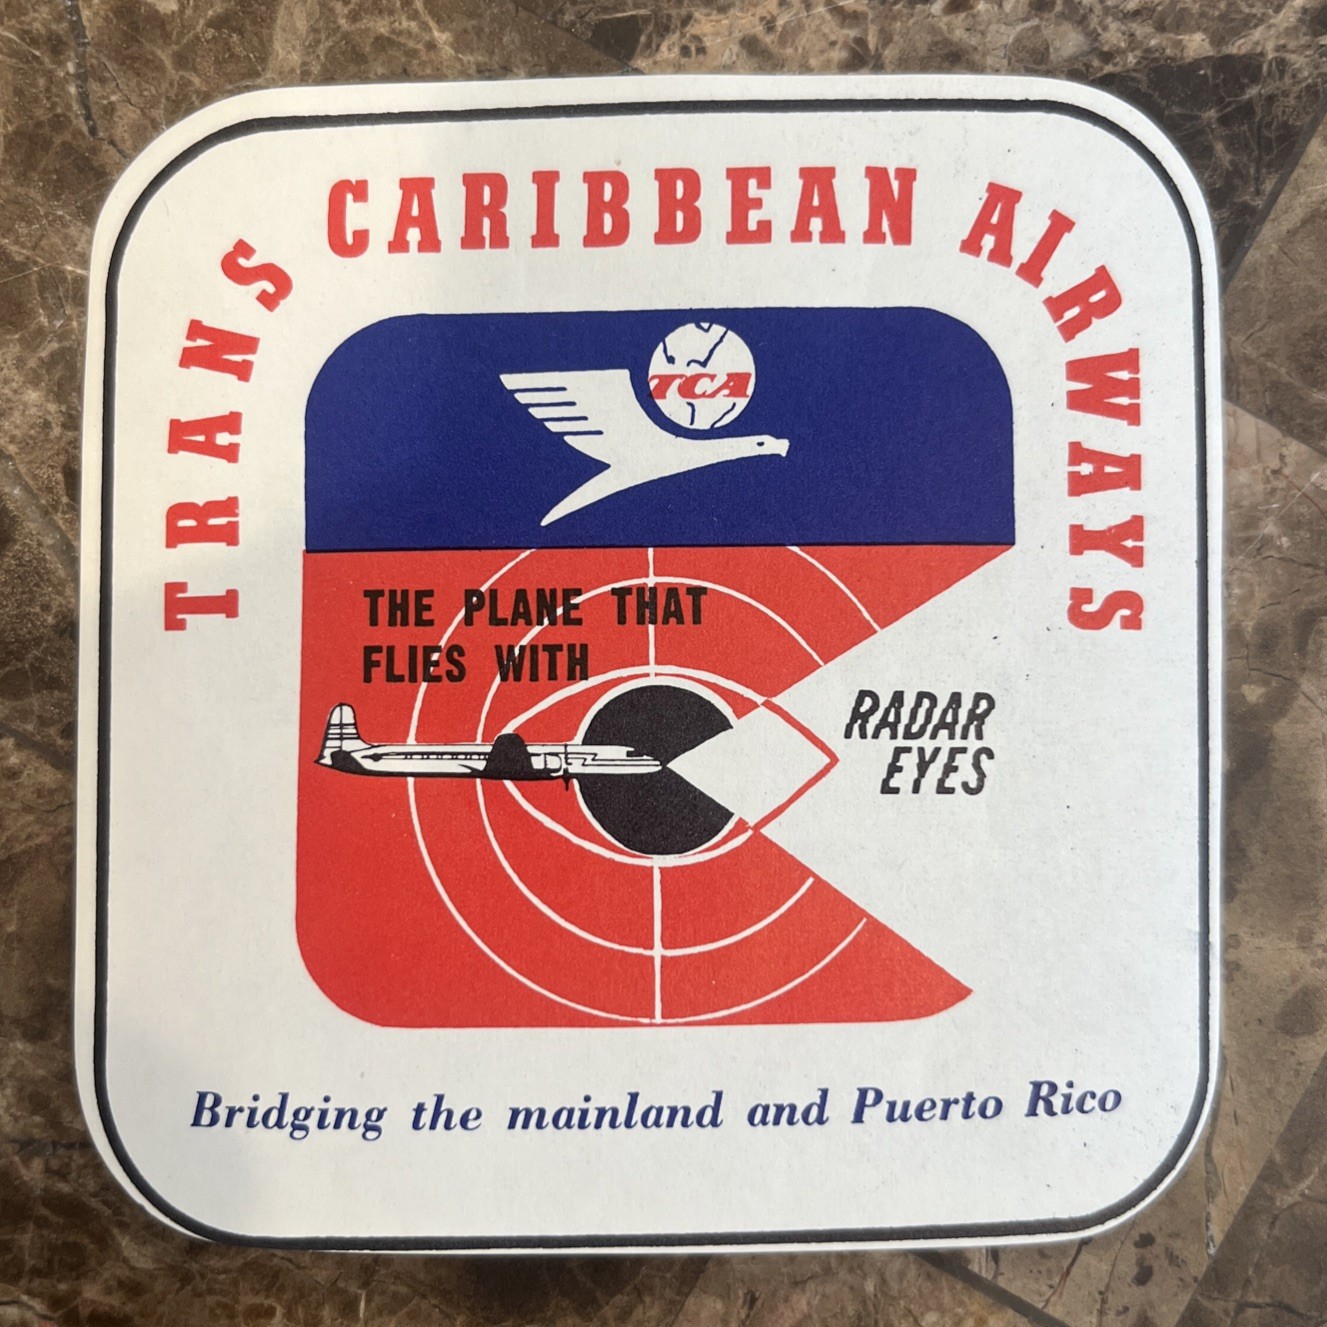 TRANS CARIBBEAN AIRWAYS
TCA
THE PLANE THAT
FLIES WITH
RADAR
EYES
Bridging the mainland and Puerto Rico